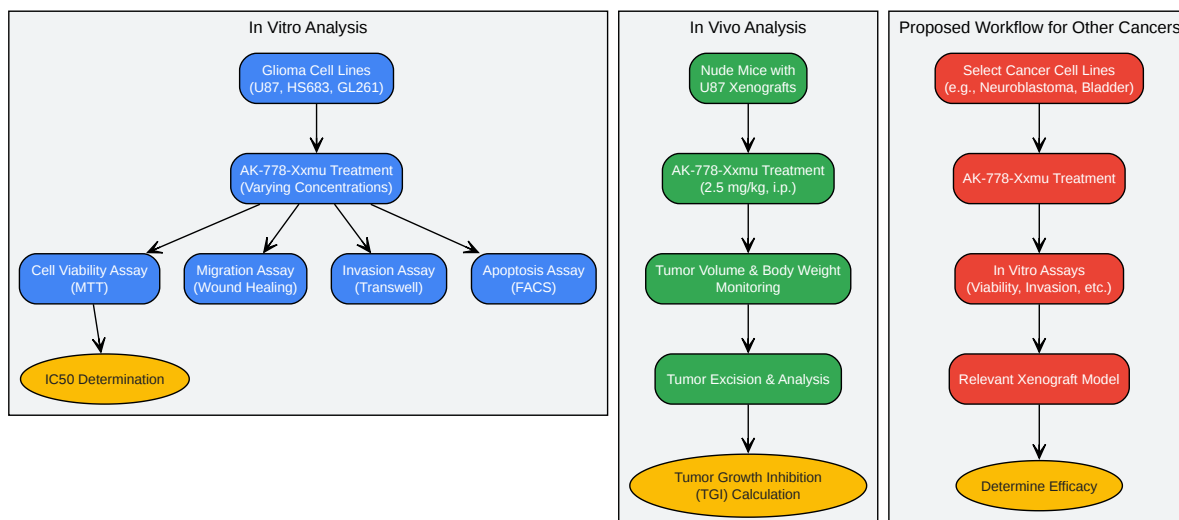 In Vitro Analysis
Glioma Cell Lines
(U87, HS683, GL261)
AK-778-Xxmu Treatment
(Varying Concentrations)
Cell Viability Assay
(MTT)
Migration Assay
(Wound Healing)
Invasion Assay
(Transwell)
Apoptosis Assay
(FACS)
IC50 Determination
In Vivo Analysis
Nude Mice with
U87 Xenografts
AK-778-Xxmu Treatment
(2.5 mg/kg, i.p.)
Tumor Volume & Body Weight
Monitoring
Tumor Excision & Analysis
Tumor Growth Inhibition
(TGI) Calculation
Proposed Workflow for Other Cancers
Select Cancer Cell Lines
(e.g., Neuroblastoma, Bladder)
AK-778-Xxmu Treatment
In Vitro Assays
(Viability, Invasion, etc.)
Relevant Xenograft Model
Determine Efficacy